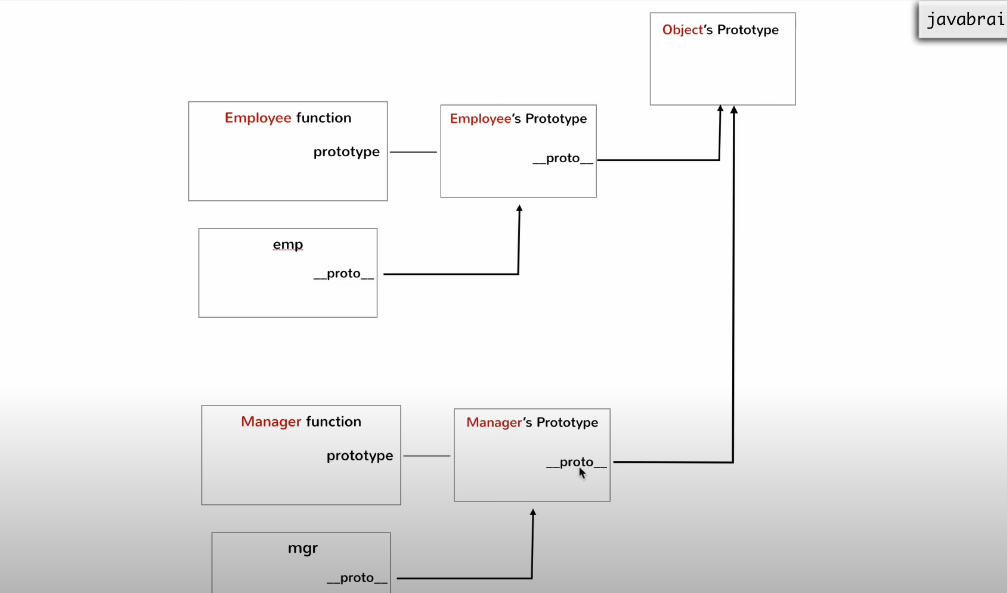 javabrai
Object's Prototype
Employee function
prototype
Employee's Prototype
__proto__
emp
__proto__
Manager function
prototype
Manager's Prototype
__proto__
mgr
__proto__